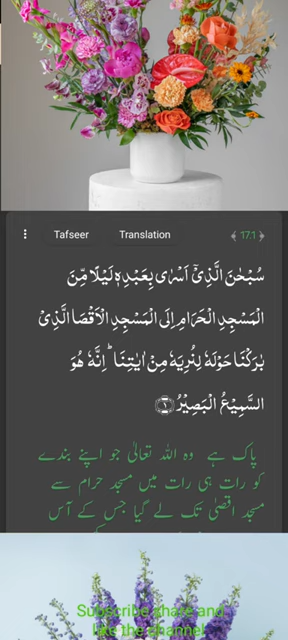 Tafseer
Translation
17:1
سُبْحٰنَ الَّذِیْۤ اَسْرٰی بِعَبْدِهٖ لَیْلًا مِّنَ
الْمَسْجِدِ الْحَرَامِ اِلَی الْمَسْجِدِ الْاَقْصَا الَّذِیْ
بٰرَكْنَا حَوْلَهٗ لِنُرِیَهٗ مِنْ اٰیٰتِنَا ؕ اِنَّهٗ هُوَ
السَّمِیْعُ الْبَصِیْرُ ﴿۱﴾
پاک ہے وہ اللہ تعالیٰ جو اپنے بندے
کو رات ہی رات میں مسجد حرام سے
مسجد اقصیٰ تک لے گیا جس کے آس
Subscribe share and
the channel